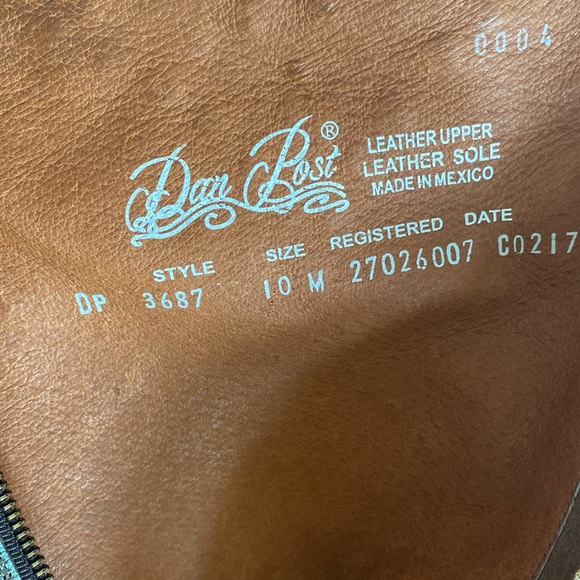 0004
Dan Post®
LEATHER UPPER
LEATHER SOLE
MADE IN MEXICO
STYLE SIZE REGISTERED DATE
DP 3687 10 M 27026007 C0217